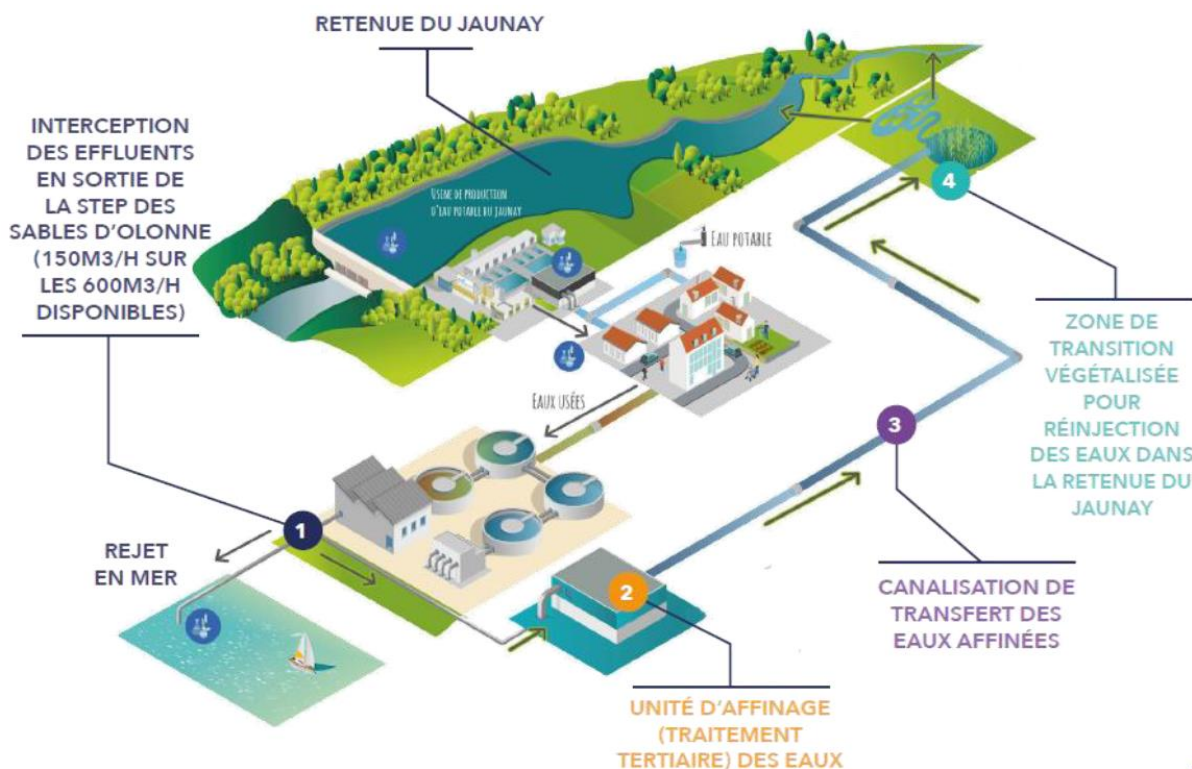 RETENUE DU JAUNAY
INTERCEPTION
DES EFFLUENTS
EN SORTIE DE
LA STEP DES
SABLES D'OLONNE
(150M3/H SUR
LES 600M3/H
DISPONIBLES)
USINE DE PRODUCTION
D'EAU POTABLE DU JAUNAY
EAU POTABLE
4
ZONE DE
TRANSITION
VÉGÉTALISÉE
POUR
RÉINJECTION
DES EAUX DANS
LA RETENUE DU
JAUNAY
EAUX USÉES
3
1
REJET
EN MER
2
CANALISATION DE
TRANSFERT DES
EAUX AFFINÉES
UNITÉ D'AFFINAGE
(TRAITEMENT
TERTIAIRE) DES EAUX